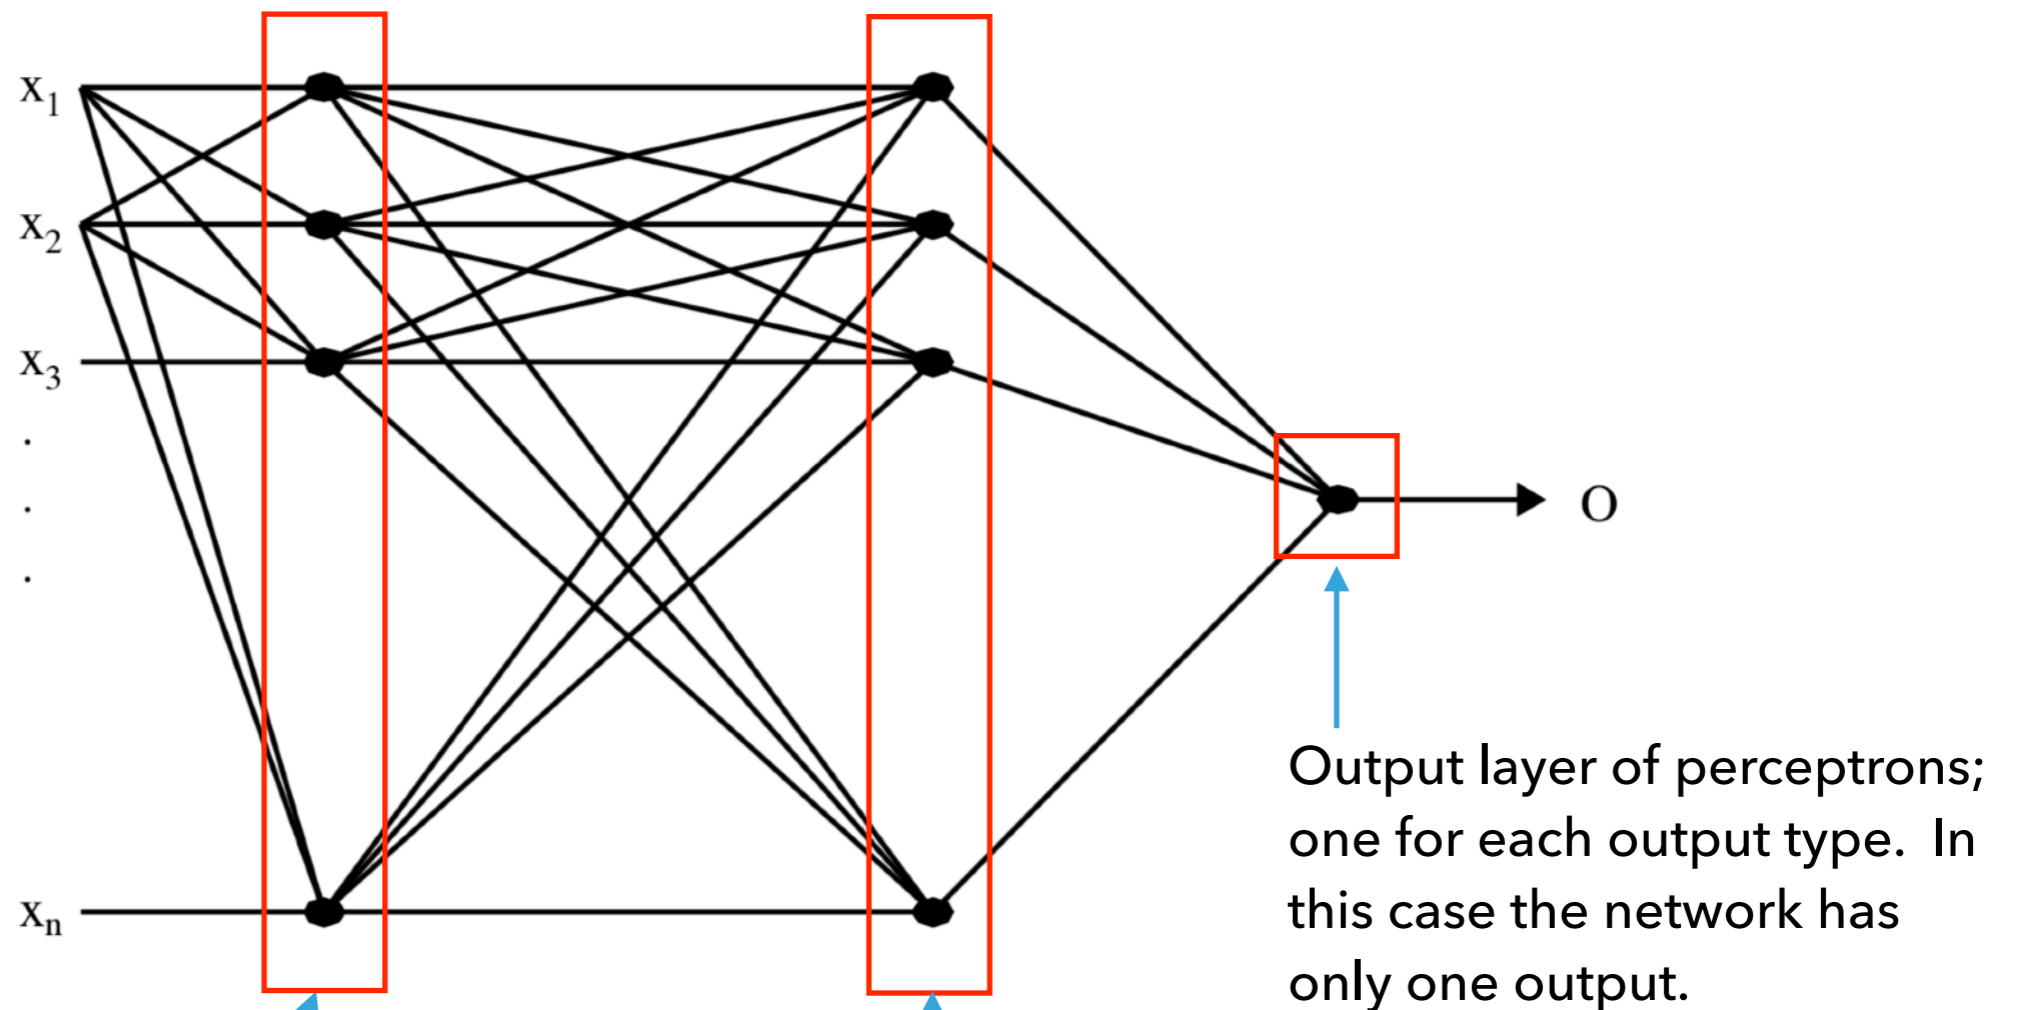 x1
x2
x3
.
.
.
xn
O
Output layer of perceptrons;
one for each output type. In
this case the network has
only one output.